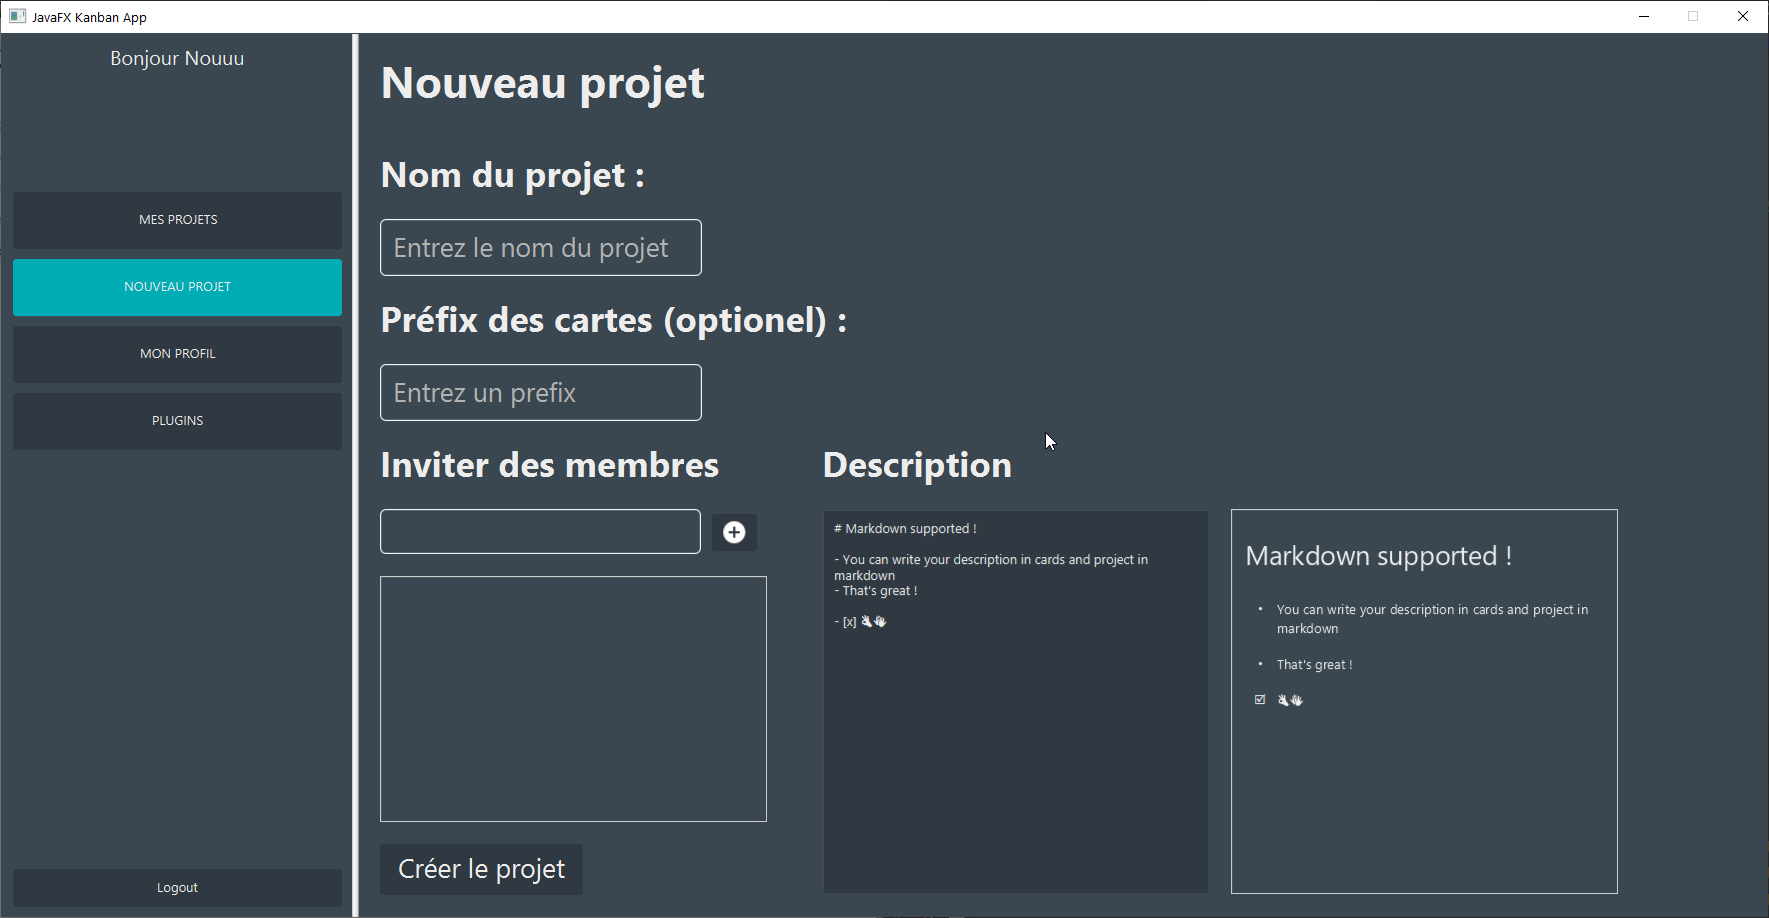 JavaFX Kanban App
Bonjour Nouuu
MES PROJETS
NOUVEAU PROJET
MON PROFIL
PLUGINS
Logout
Nouveau projet
Nom du projet :
Entrez le nom du projet
Préfix des cartes (optionel) :
Entrez un prefix
Inviter des membres
Créer le projet
Description
# Markdown supported !
- You can write your description in cards and project in
markdown
- That's great !
- [x] 👌👋
Markdown supported !
• You can write your description in cards and project in
markdown
• That's great !
☑ 👌👋